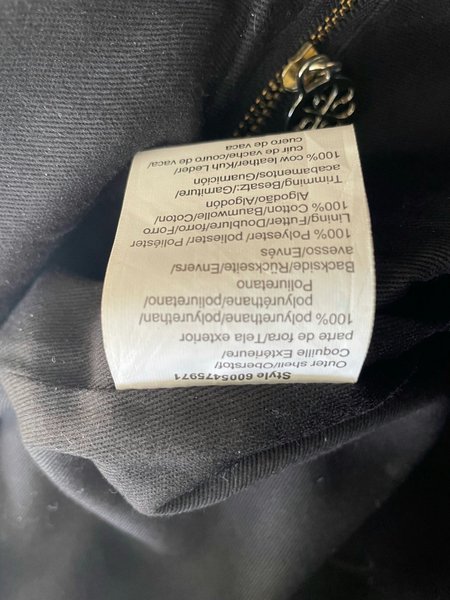 Style 6005475971
Outer shell/Oberstof/
Coquille Extérieure/
parte de fora/Tela exterior
100% polyurethane/polyurethan/
polyuréthane/poliuretano/
Poliuretano
Backside/Rückseite/Envers/
avesso/Envés
100% Polyester/ poliester/ Poliéster
Lining/Futter/Doublure/forro/Forro
100% Cotton/Baumwolle/Coton/
Algodão/Algodón
Trimming/Besatz:/Garniture/
acabamentos/Guarnición
100% cow leather/Kuh Leder/
cuir de vache/couro de vaca/
cuero de vaca